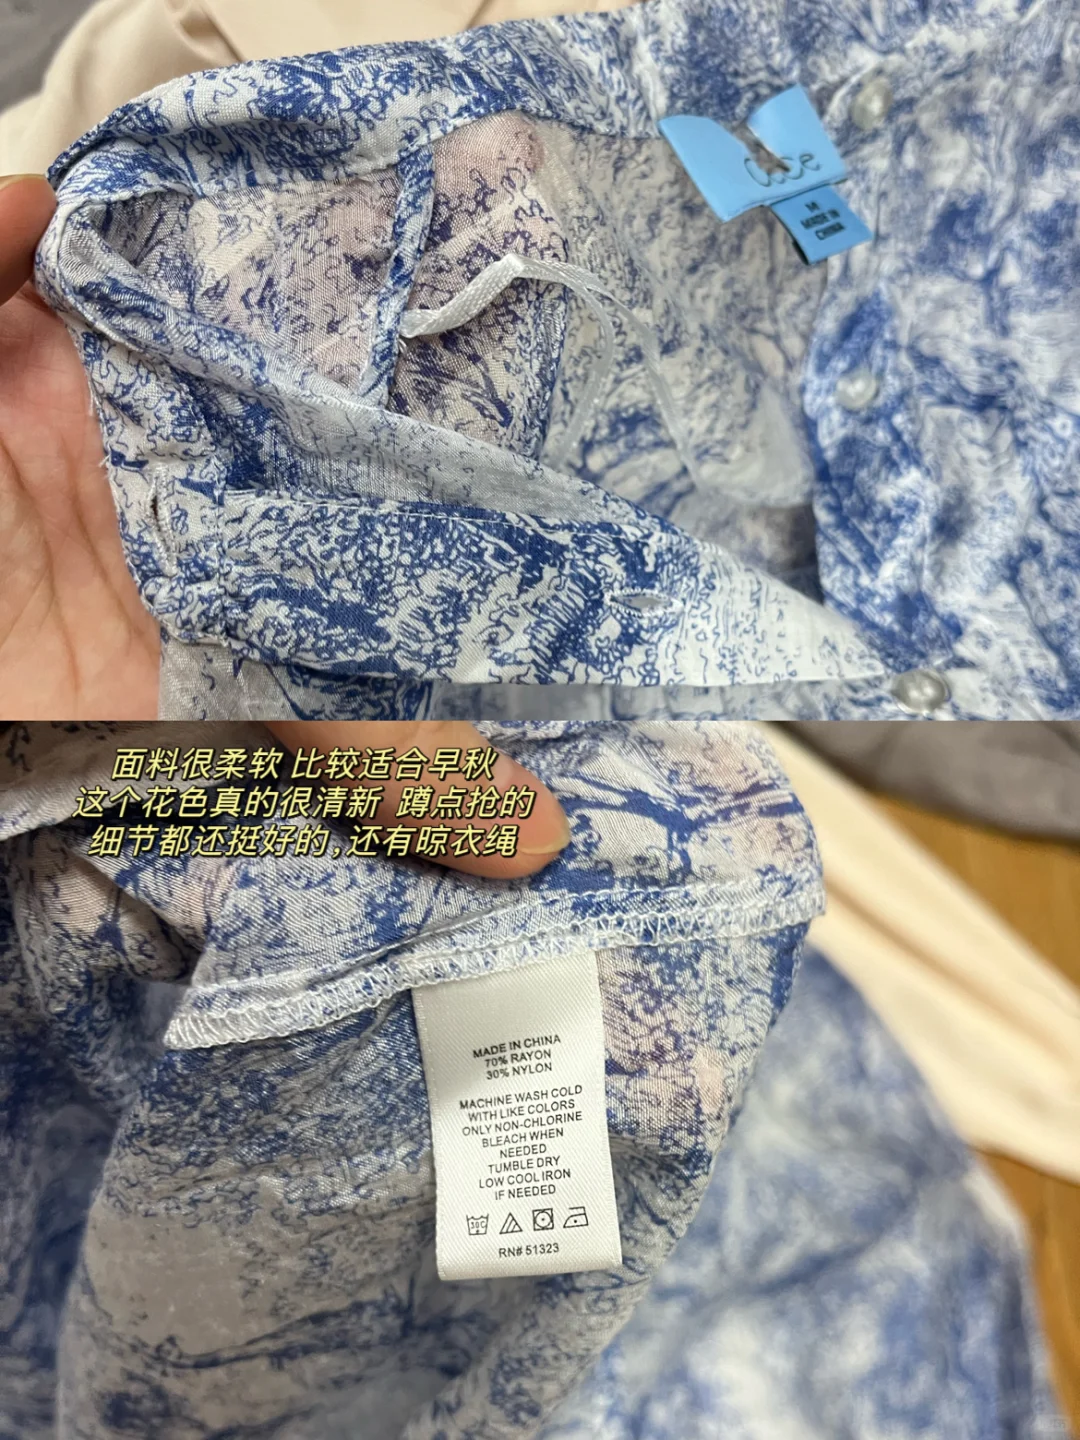 M
MADE IN
CHINA
面料很柔软 比较适合早秋
这个花色真的很清新 蹲点抢的
细节都还挺好的,还有晾衣绳
MADE IN CHINA
70% RAYON
30% NYLON
MACHINE WASH COLD
WITH LIKE COLORS
ONLY NON-CHLORINE
BLEACH WHEN
NEEDED
TUMBLE DRY
LOW COOL IRON
IF NEEDED
30C
RN# 51323